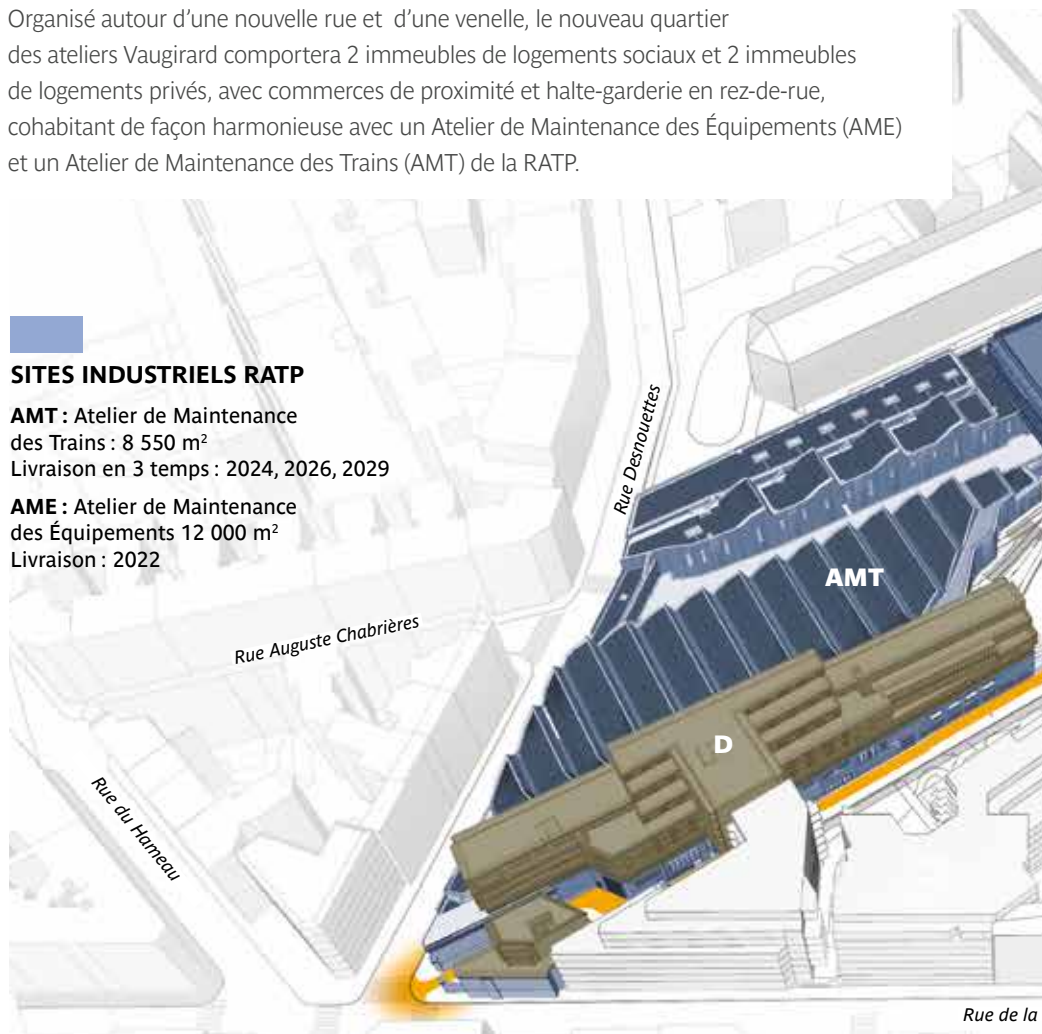 Organisé autour d’une nouvelle rue et d’une venelle, le nouveau quartier
des ateliers Vaugirard comportera 2 immeubles de logements sociaux et 2 immeubles
de logements privés, avec commerces de proximité et halte-garderie en rez-de-rue,
cohabitant de façon harmonieuse avec un Atelier de Maintenance des Équipements (AME)
et un Atelier de Maintenance des Trains (AMT) de la RATP.
SITES INDUSTRIELS RATP
AMT : Atelier de Maintenance
des Trains : 8 550 m²
Livraison en 3 temps : 2024, 2026, 2029
AME : Atelier de Maintenance
des Équipements 12 000 m²
Livraison : 2022
Rue Desnouettes
AMT
Rue Auguste Chabrières
D
Rue du Hameau
Rue de la